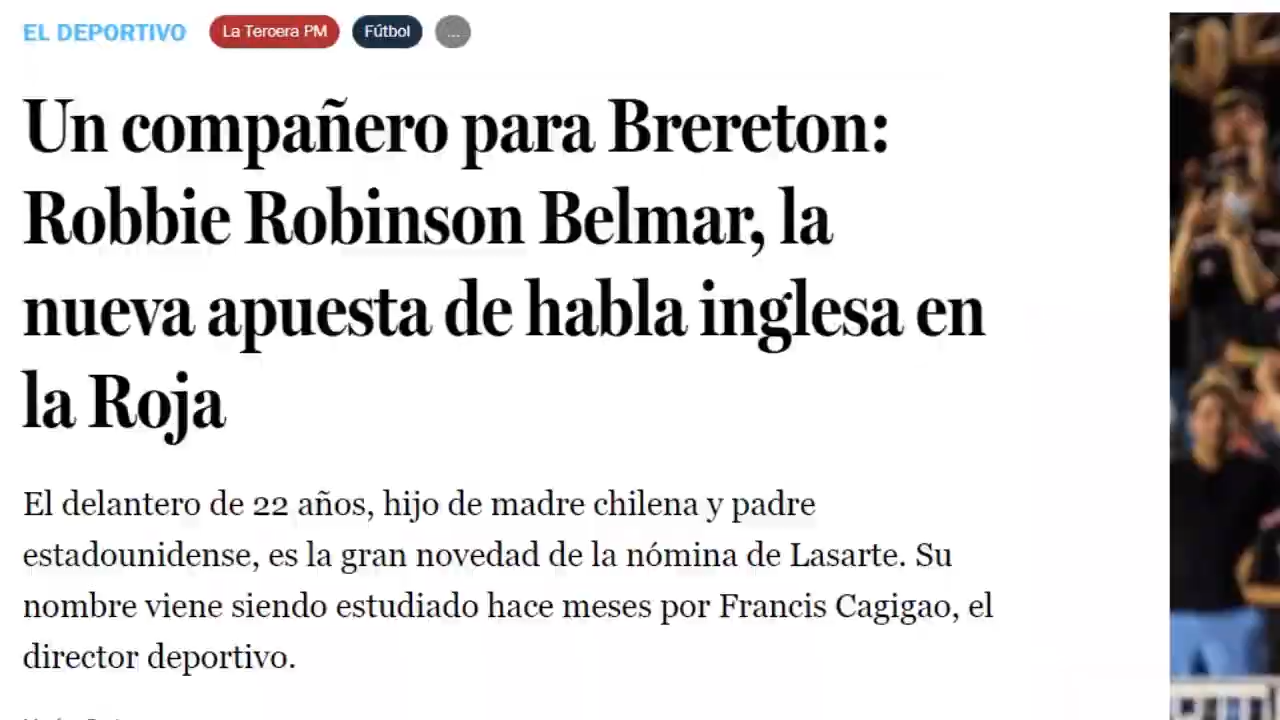 EL DEPORTIVO La Tercera PM Fútbol ...
Un compañero para Brereton:
Robbie Robinson Belmar, la
nueva apuesta de habla inglesa en
la Roja
El delantero de 22 años, hijo de madre chilena y padre
estadounidense, es la gran novedad de la nómina de Lasarte. Su
nombre viene siendo estudiado hace meses por Francis Cagigao, el
director deportivo.